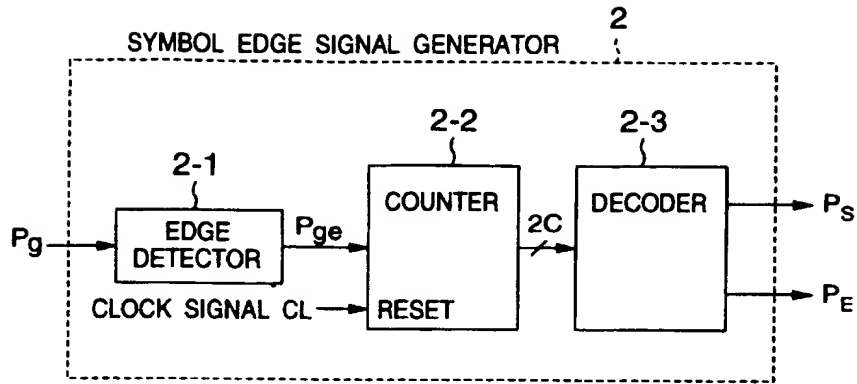 SYMBOL EDGE SIGNAL GENERATOR
2
2-1
2-2
2-3
Pg
EDGE
DETECTOR
Pge
COUNTER
2C
DECODER
PS
PE
CLOCK SIGNAL CL
RESET